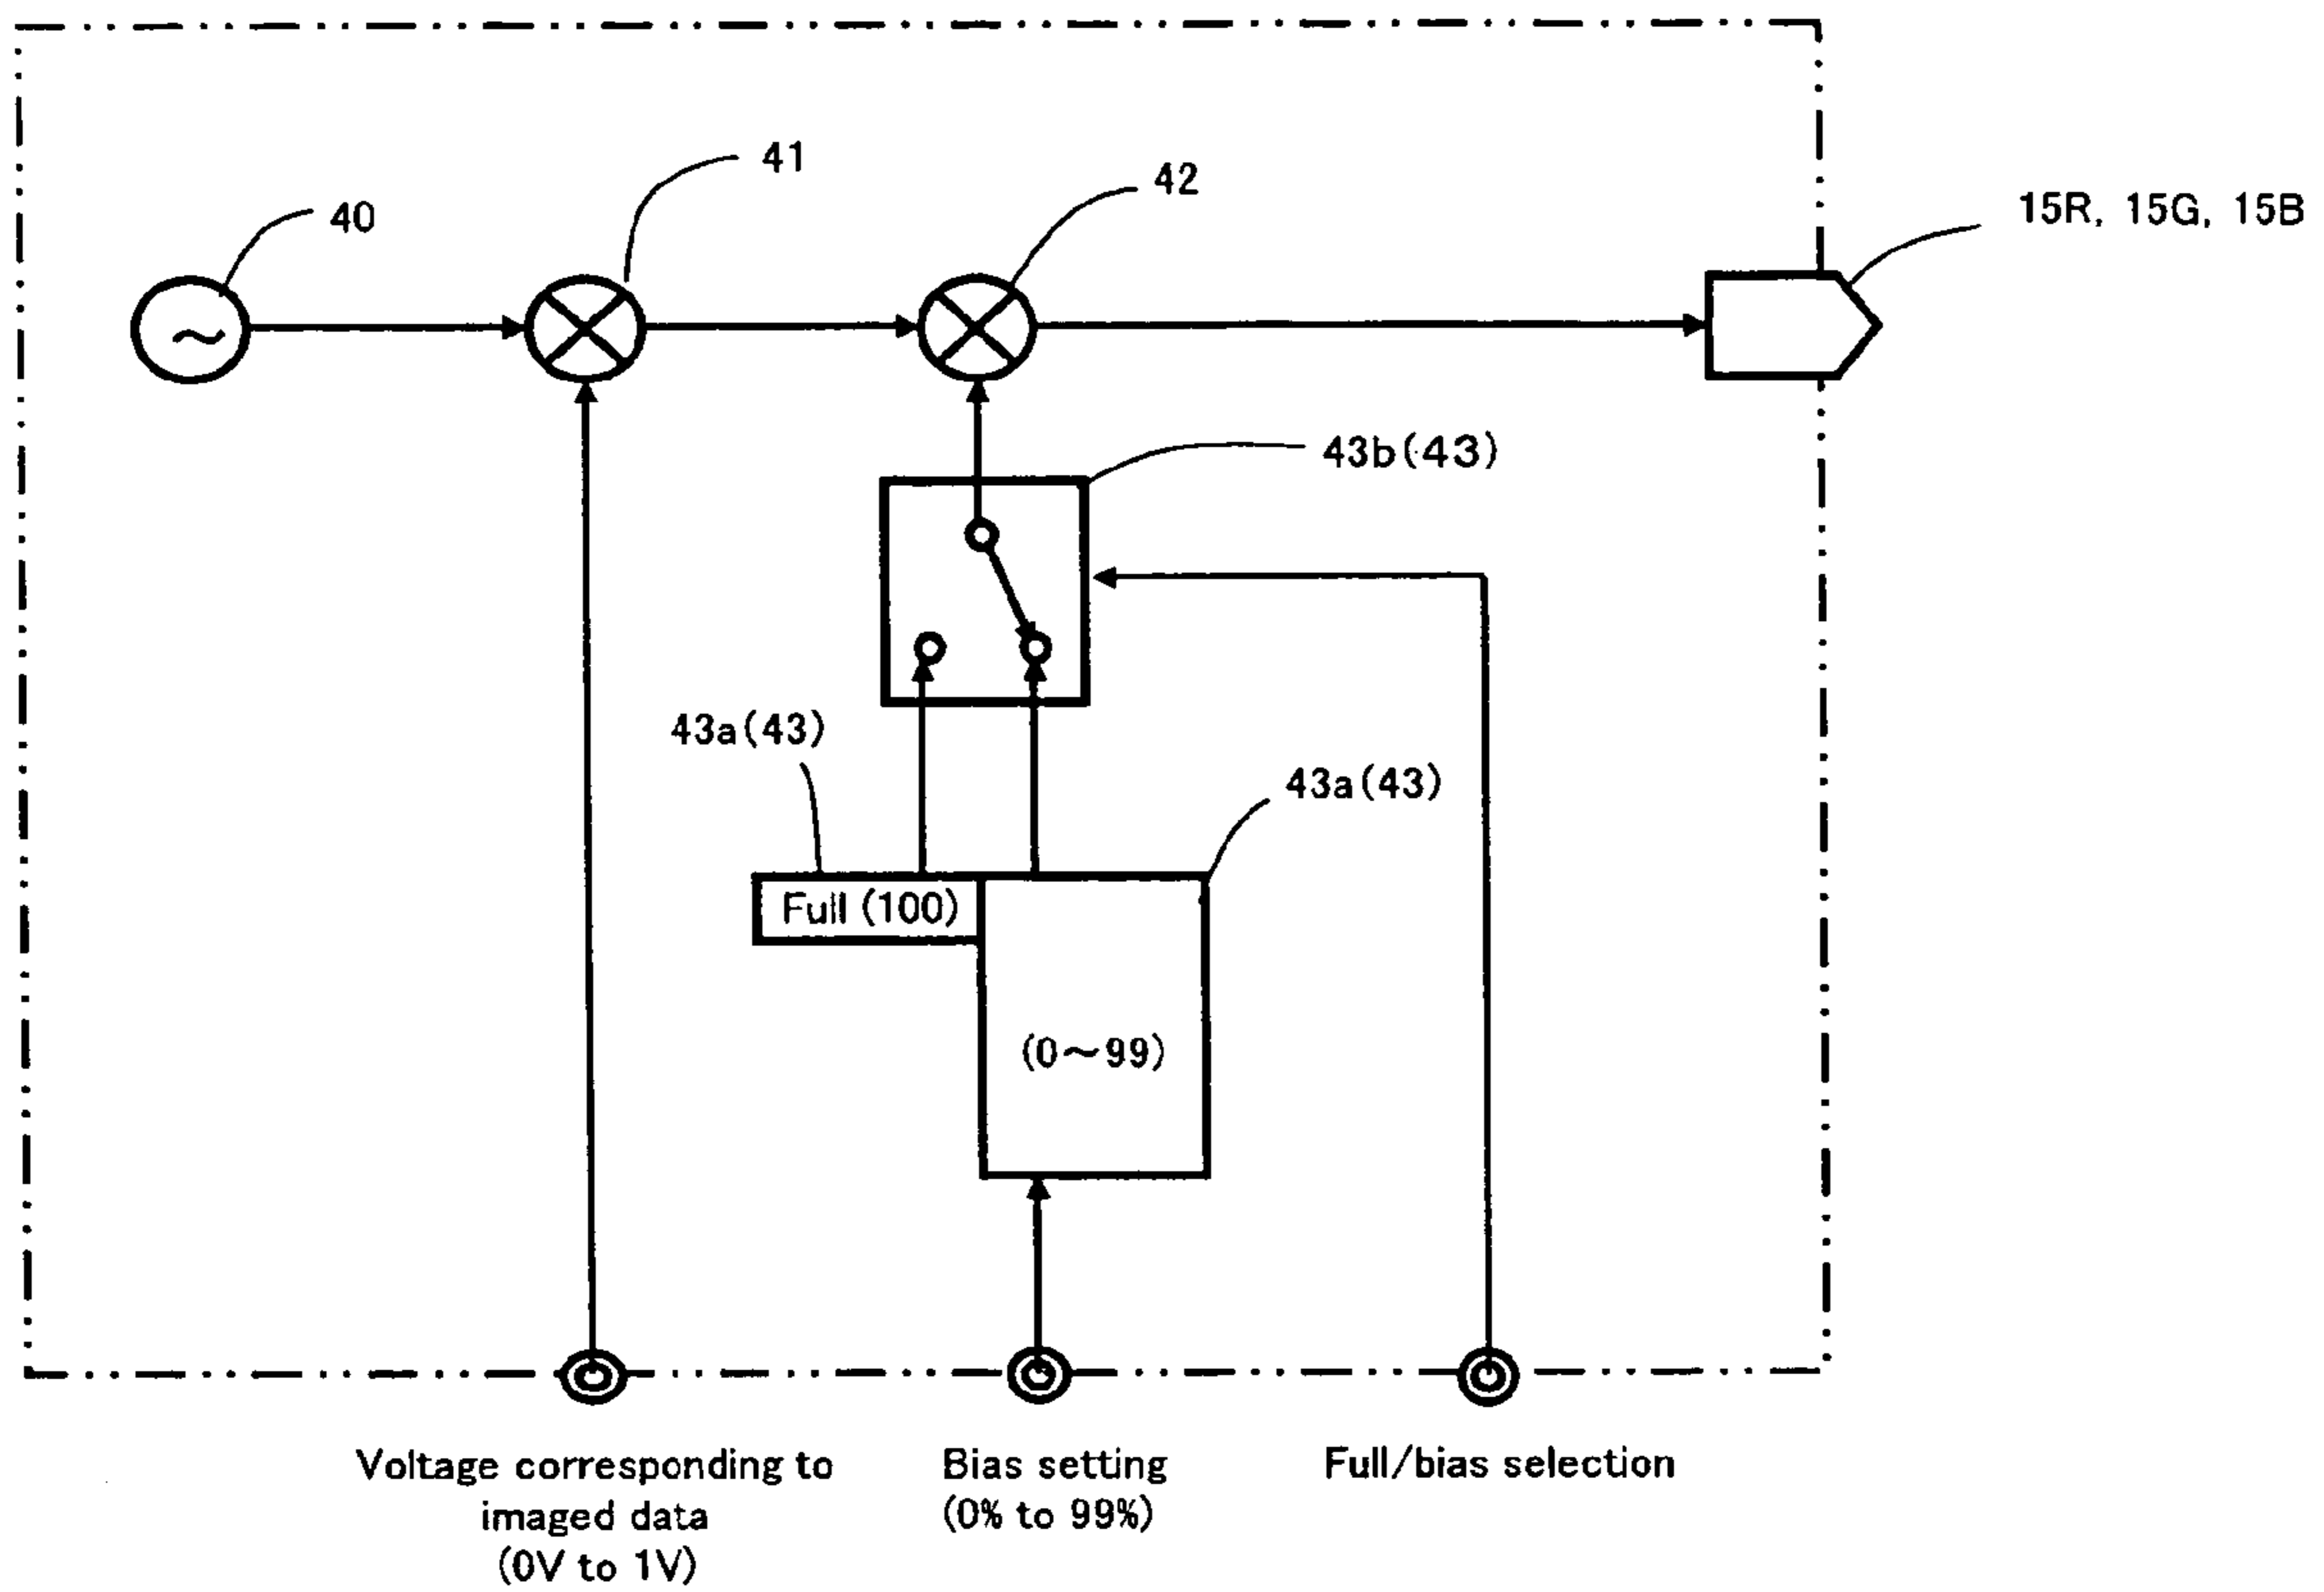 41
42
40
15R, 15G, 15B
43b(43)
43a(43)
43a(43)
Full (100)
(0～99)
Voltage corresponding to
imaged data
(0V to 1V)
Bias setting
(0% to 99%)
Full/bias selection